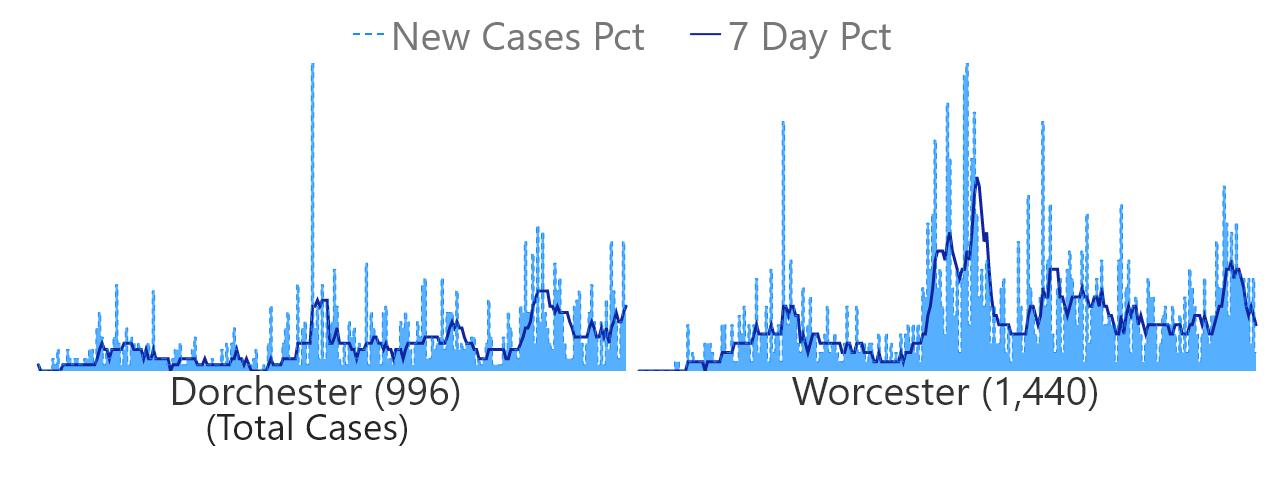 New Cases Pct 7 Day Pct
Dorchester (996) Worcester (1,440)
(Total Cases)